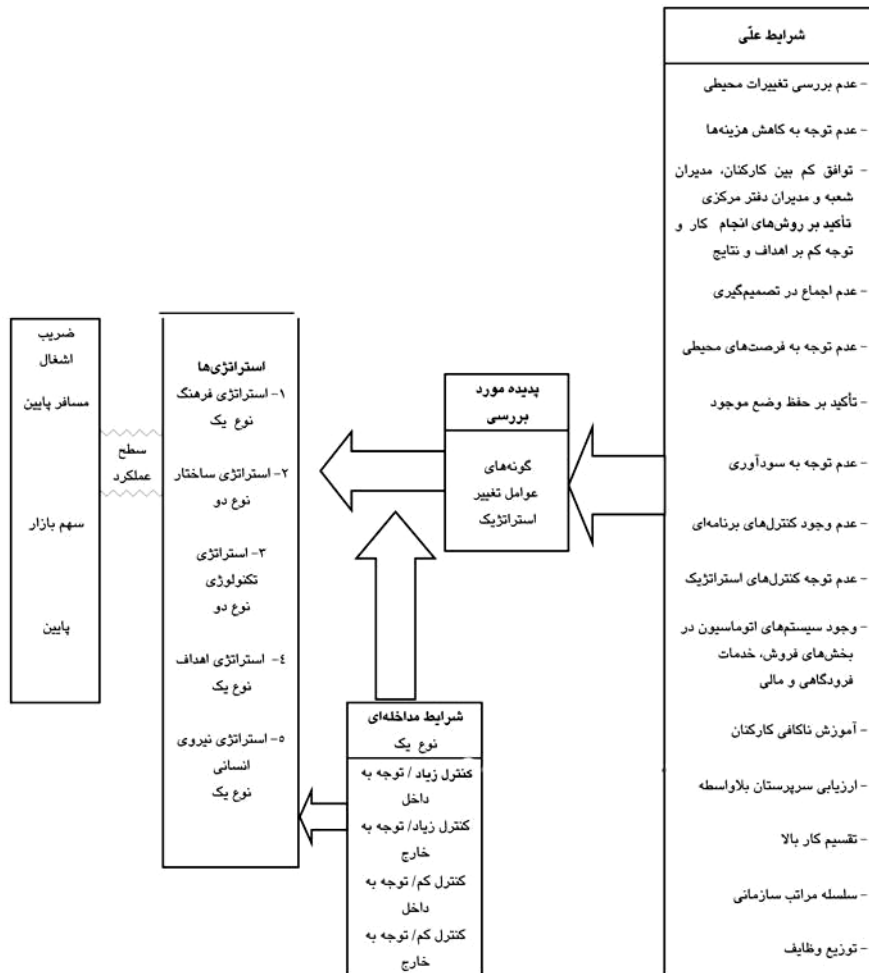 شرایط علّی
- عدم بررسی تغییرات محیطی
- عدم توجه به کاهش هزینه‌ها
- توافق کم بین کارکنان، مدیران
شعبه و مدیران دفتر مرکزی
تأکید بر روش‌های انجام کار و
توجه کم بر اهداف و نتایج
- عدم اجماع در تصمیم‌گیری
- عدم توجه به فرصت‌های محیطی
- تأکید بر حفظ وضع موجود
- عدم توجه به سودآوری
- عدم وجود کنترل‌های برنامه‌ای
- عدم توجه کنترل‌های استراتژیک
- وجود سیستم‌های اتوماسیون در
بخش‌های فروش، خدمات
فرودگاهی و مالی
- آموزش ناکافی کارکنان
- ارزیابی سرپرستان بلاواسطه
- تقسیم کار بالا
- سلسله مراتب سازمانی
- توزیع وظایف
پدیده مورد
بررسی
گونه‌های
عوامل تغییر
استراتژیک
شرایط مداخله‌ای
نوع یک
کنترل زیاد / توجه به
داخل
کنترل زیاد/ توجه به
خارج
کنترل کم/ توجه به
داخل
کنترل کم/ توجه به
خارج
استراتژی‌ها
۱- استراتژی فرهنگ
نوع یک
۲- استراتژی ساختار
نوع دو
۳- استراتژی
تکنولوژی
نوع دو
٤- استراتژی اهداف
نوع یک
٥- استراتژی نیروی
انسانی
نوع یک
سطح
عملکرد
ضریب
اشغال
مسافر پایین
سهم بازار
پایین